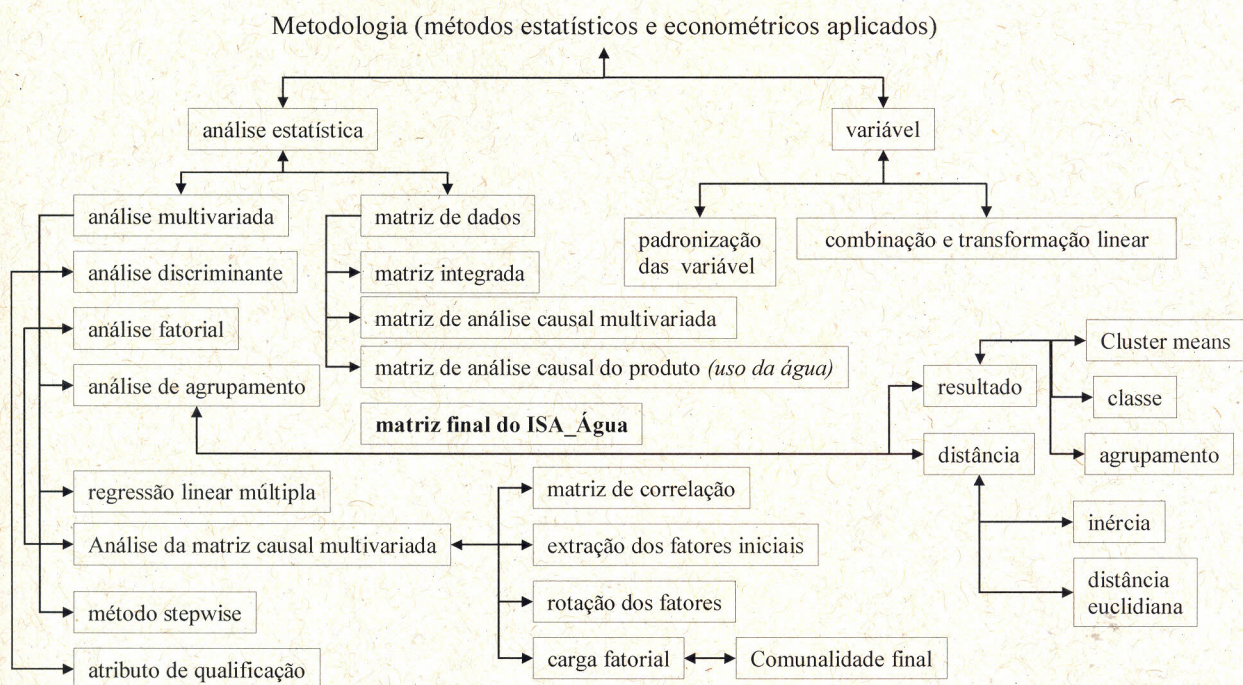 Metodologia (métodos estatísticos e econométricos aplicados)
análise estatística
variável
análise multivariada
matriz de dados
padronização
das variável
combinação e transformação linear
análise discriminante
matriz integrada
análise fatorial
matriz de análise causal multivariada
análise de agrupamento
matriz de análise causal do produto (uso da água)
matriz final do ISA_Água
resultado
Cluster means
classe
distância
agrupamento
regressão linear múltipla
matriz de correlação
Análise da matriz causal multivariada
extração dos fatores iniciais
inércia
método stepwise
rotação dos fatores
distância
euclidiana
atributo de qualificação
carga fatorial
Comunalidade final